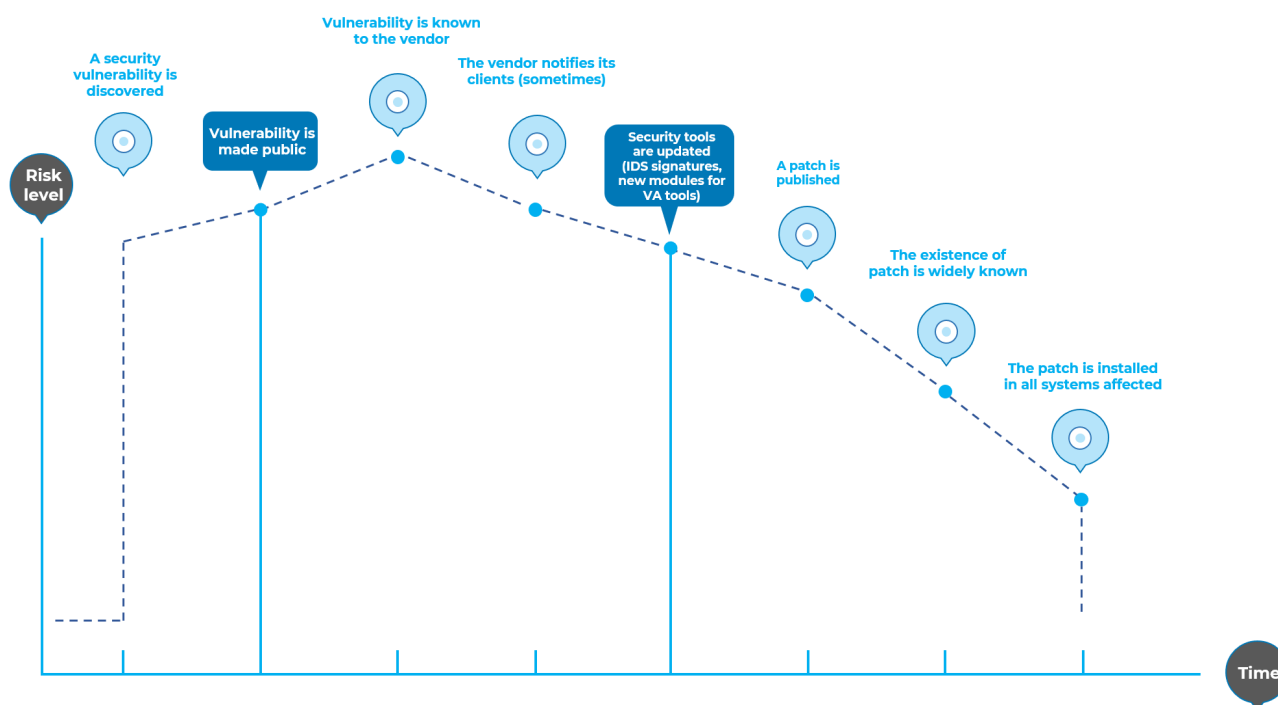 Vulnerability is known
to the vendor
A security
vulnerability is
discovered
The vendor notifies its
clients (sometimes)
Vulnerability is
made public
Security tools
are updated
(IDS signatures,
new modules for
VA tools)
A patch is
published
Risk
level
The existence of
patch is widely known
The patch is installed
in all systems affected
Time